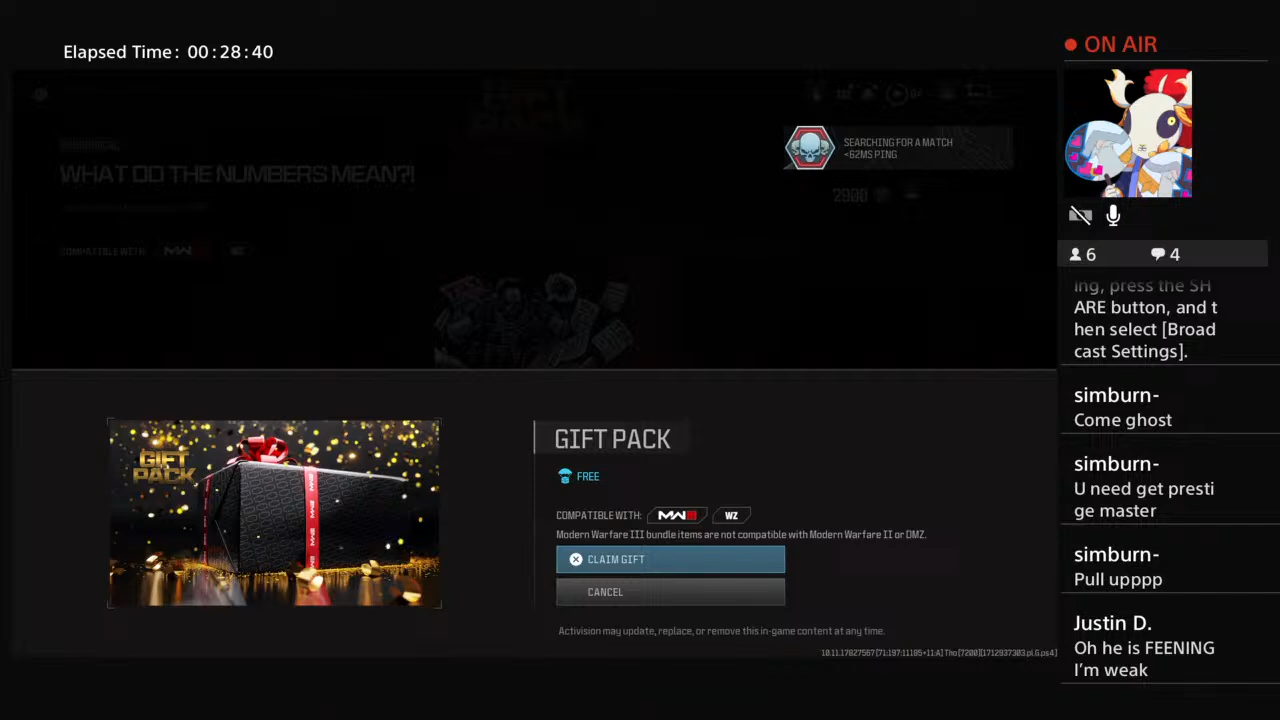 Elapsed Time: 00:28:40
ON AIR
SEARCHING FOR A MATCH
<62MS PING
WHAT DO THE NUMBERS MEAN?!
2900
COMPATIBLE WITH:
6
4
ing, press the SH
ARE button, and t
hen select [Broad
cast Settings].
simburn-
Come ghost
simburn-
U need get presti
ge master
simburn-
Pull upppp
Justin D.
Oh he is FEENING
I'm weak
GIFT
PACK
GIFT PACK
FREE
COMPATIBLE WITH: MWIII WZ
Modern Warfare III bundle items are not compatible with Modern Warfare II or DMZ.
CLAIM GIFT
CANCEL
Activision may update, replace, or remove this in-game content at any time.